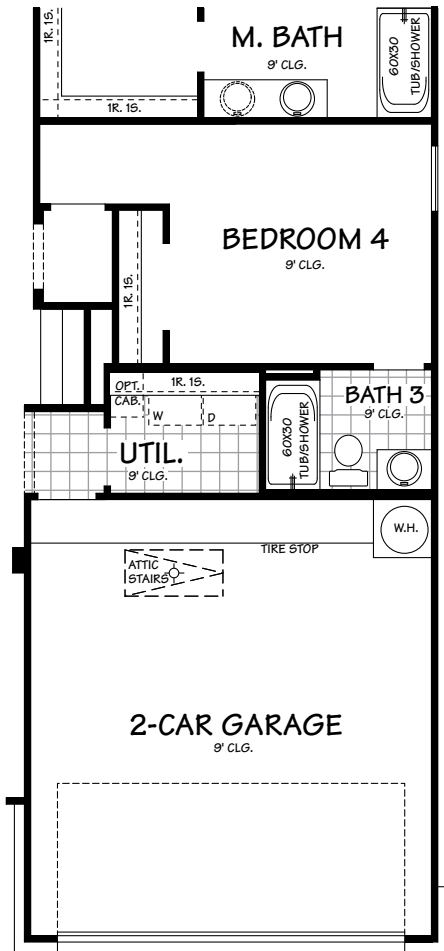 1R. 1S.
M. BATH
9' CLG.
60X30
TUB/SHOWER
1R. 1S.
BEDROOM 4
9' CLG.
1R. 1S.
OPT.
CAB.
1R. 1S.
W
D
UTIL.
9' CLG.
60X30
TUB/SHOWER
BATH 3
9' CLG.
W.H.
TIRE STOP
ATTIC
STAIRS
2-CAR GARAGE
9' CLG.